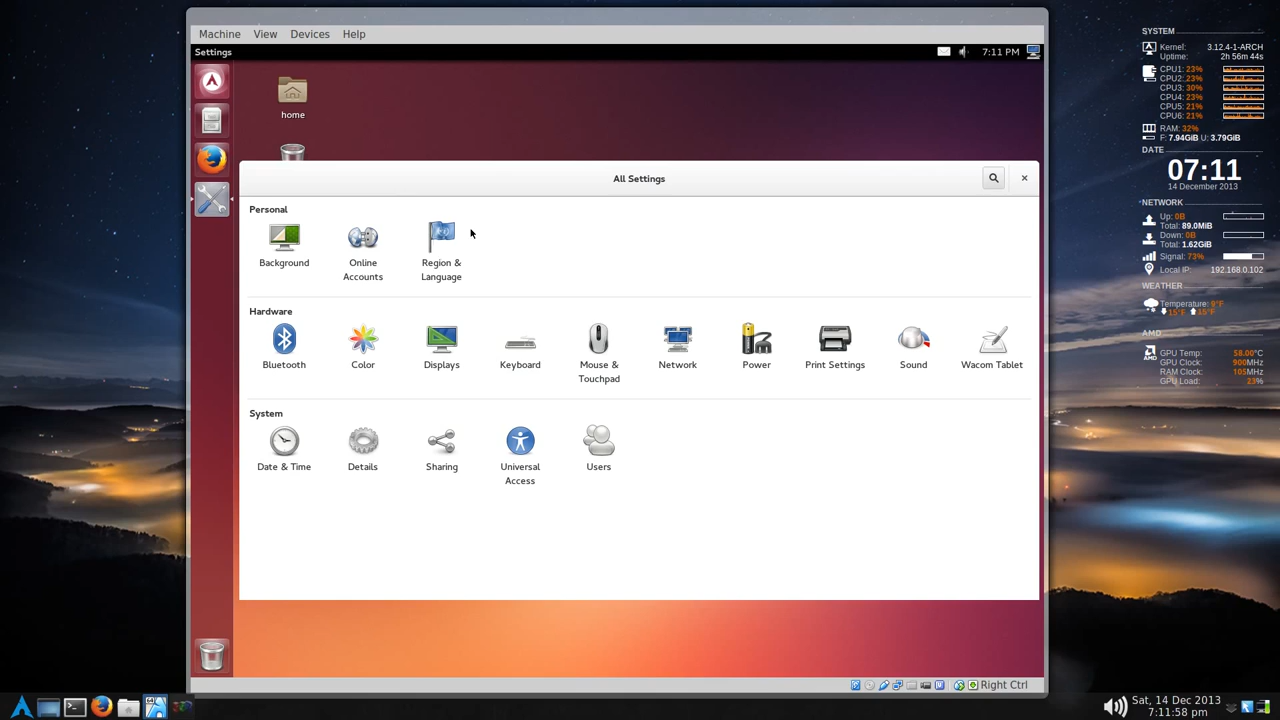 Machine View Devices Help
Settings 7:11 PM
home
All Settings
Personal
Background Online Accounts Region & Language
Hardware
Bluetooth Color Displays Keyboard Mouse & Touchpad Network Power Print Settings Sound Wacom Tablet
System
Date & Time Details Sharing Universal Access Users
Right Ctrl
SYSTEM
Kernel: 3.12.4-1-ARCH
Uptime: 2h 56m 44s
CPU1: 23%
CPU2: 23%
CPU3: 30%
CPU4: 23%
CPU5: 21%
CPU6: 21%
RAM: 32%
F: 7.94GiB U: 3.79GiB
DATE
07:11
14 December 2013
NETWORK
Up: 0B
Total: 89.0MiB
Down: 0B
Total: 1.62GiB
Signal: 73%
Local IP: 192.168.0.102
WEATHER
Temperature: 9°F
15°F 15°F
AMD
GPU Temp: 58.00°C
GPU Clock: 900MHz
RAM Clock: 105MHz
GPU Load: 23%
Sat, 14 Dec 2013
7:11:58 pm